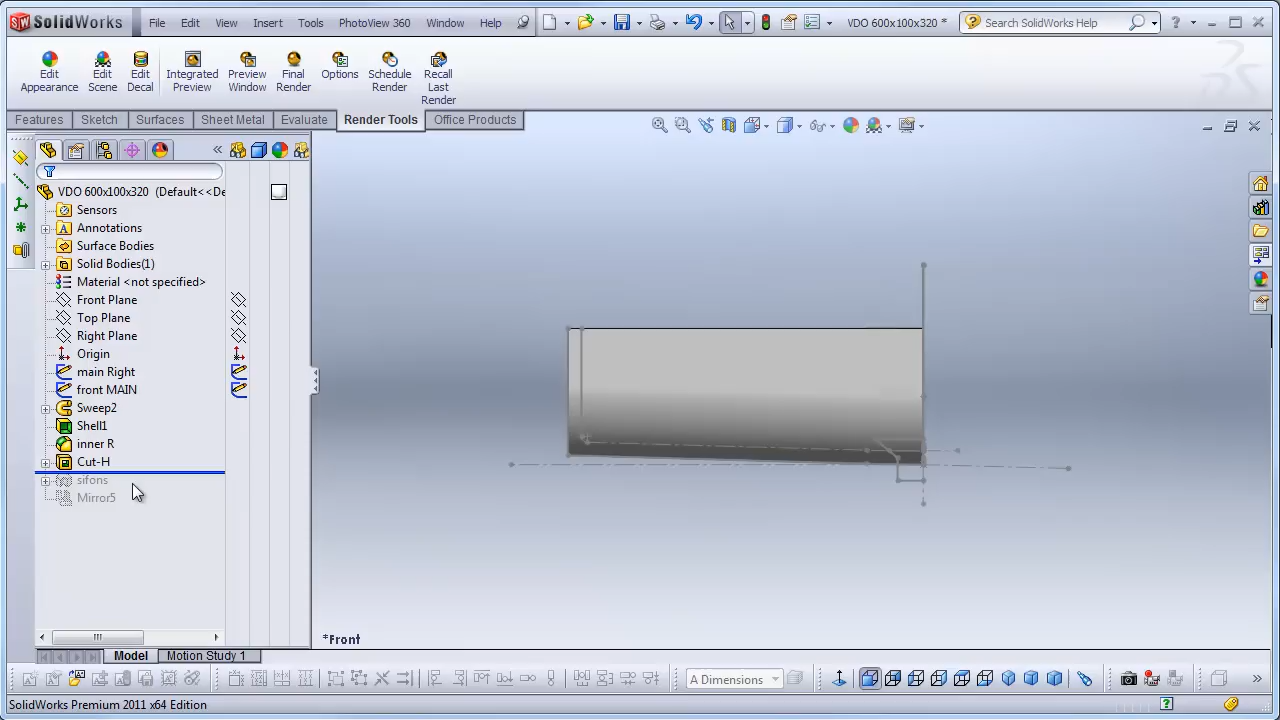 SolidWorks File Edit View Insert Tools PhotoView 360 Window Help VDO 600x100x320 * Search SolidWorks Help
Edit Appearance
Edit Scene
Edit Decal
Integrated Preview
Preview Window
Final Render
Options
Schedule Render
Recall Last Render
Features Sketch Surfaces Sheet Metal Evaluate Render Tools Office Products
VDO 600x100x320 (Default<<De
Sensors
Annotations
Surface Bodies
Solid Bodies(1)
Material <not specified>
Front Plane
Top Plane
Right Plane
Origin
main Right
front MAIN
Sweep2
Shell1
inner R
Cut-H
sifons
Mirror5
*Front
Model Motion Study 1
A Dimensions
SolidWorks Premium 2011 x64 Edition